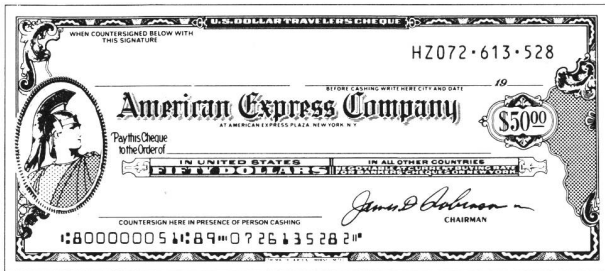 U.S. DOLLAR TRAVELERS CHEQUE
WHEN COUNTERSIGNED BELOW WITH
THIS SIGNATURE
HZ072·613·528
19
BEFORE CASHING WRITE HERE CITY AND DATE
American Express Company
AT AMERICAN EXPRESS PLAZA NEW YORK N Y
$50.00
Pay this Cheque
to the Order of
IN UNITED STATES
FIFTY DOLLARS
IN ALL OTHER COUNTRIES
James D Robinson
CHAIRMAN
COUNTERSIGN HERE IN PRESENCE OF PERSON CASHING
⑆800000051⑆89⑈0726135282⑈